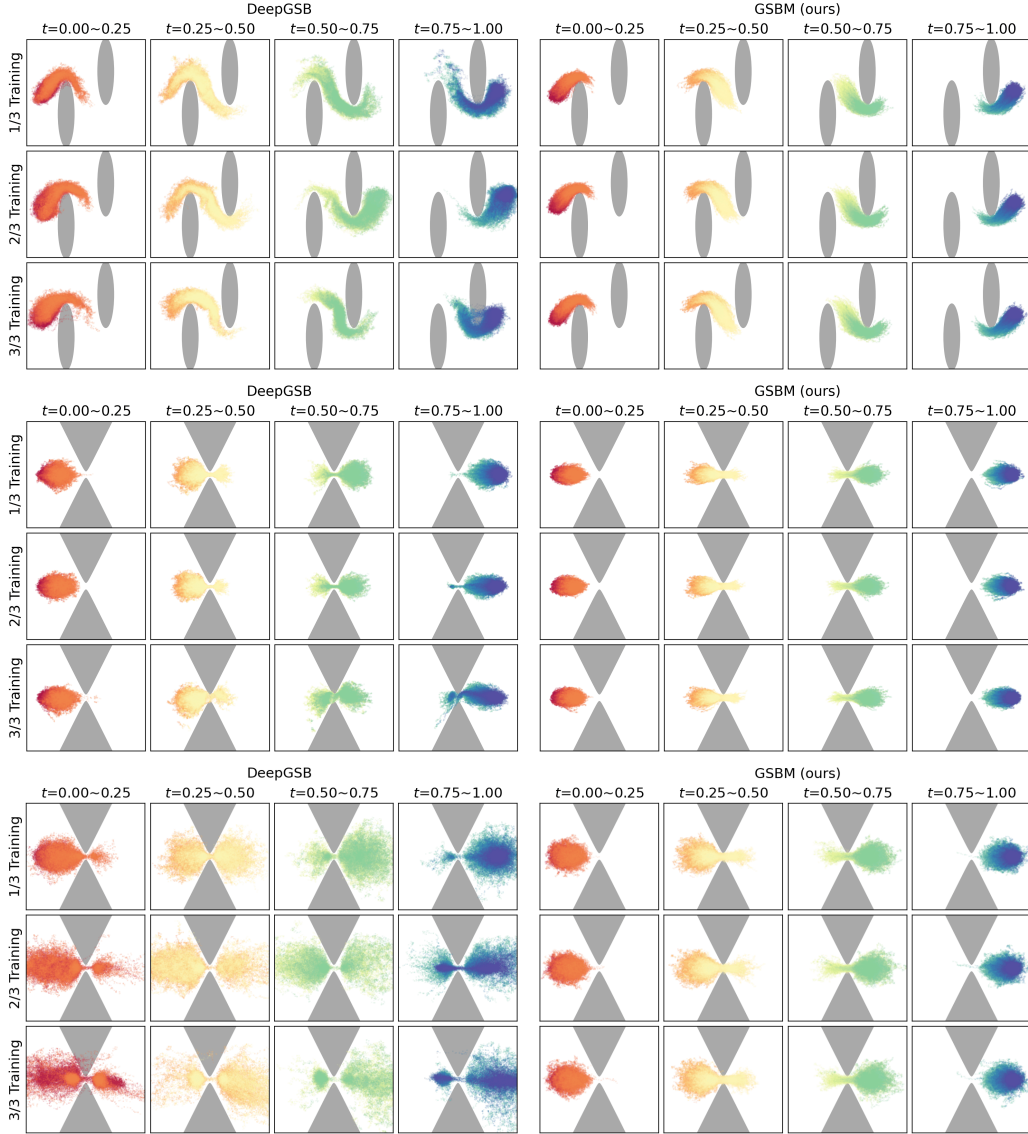 DeepGSB
GSBM (ours)
t=0.00~0.25
t=0.25~0.50
t=0.50~0.75
t=0.75~1.00
t=0.00~0.25
t=0.25~0.50
t=0.50~0.75
t=0.75~1.00
1/3 Training
2/3 Training
3/3 Training
DeepGSB
GSBM (ours)
t=0.00~0.25
t=0.25~0.50
t=0.50~0.75
t=0.75~1.00
t=0.00~0.25
t=0.25~0.50
t=0.50~0.75
t=0.75~1.00
1/3 Training
2/3 Training
3/3 Training
DeepGSB
GSBM (ours)
t=0.00~0.25
t=0.25~0.50
t=0.50~0.75
t=0.75~1.00
t=0.00~0.25
t=0.25~0.50
t=0.50~0.75
t=0.75~1.00
1/3 Training
2/3 Training
3/3 Training